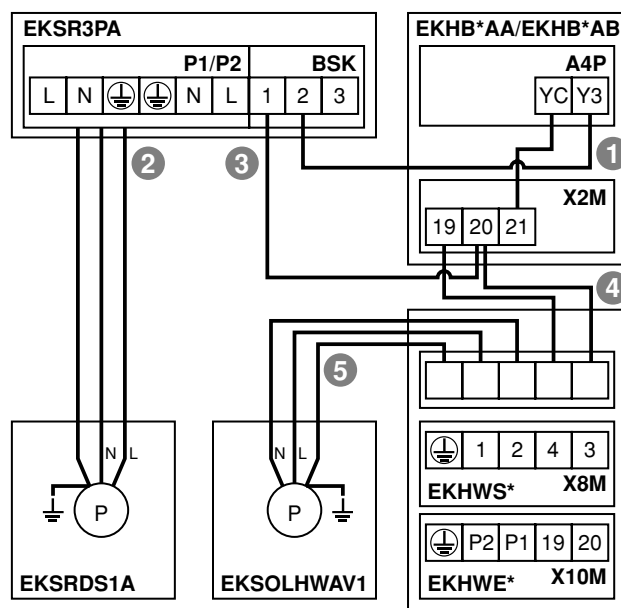 EKSR3PA
P1/P2 BSK
L N N L 1 2 3
EKHB*AA/EKHB*AB
A4P
YC Y3
1
2 3
X2M
19 20 21
4
5
N L
P
EKSRDS1A
N L
P
EKSOLHWAV1
1 2 4 3
EKHWS* X8M
P2 P1 19 20
EKHWE* X10M